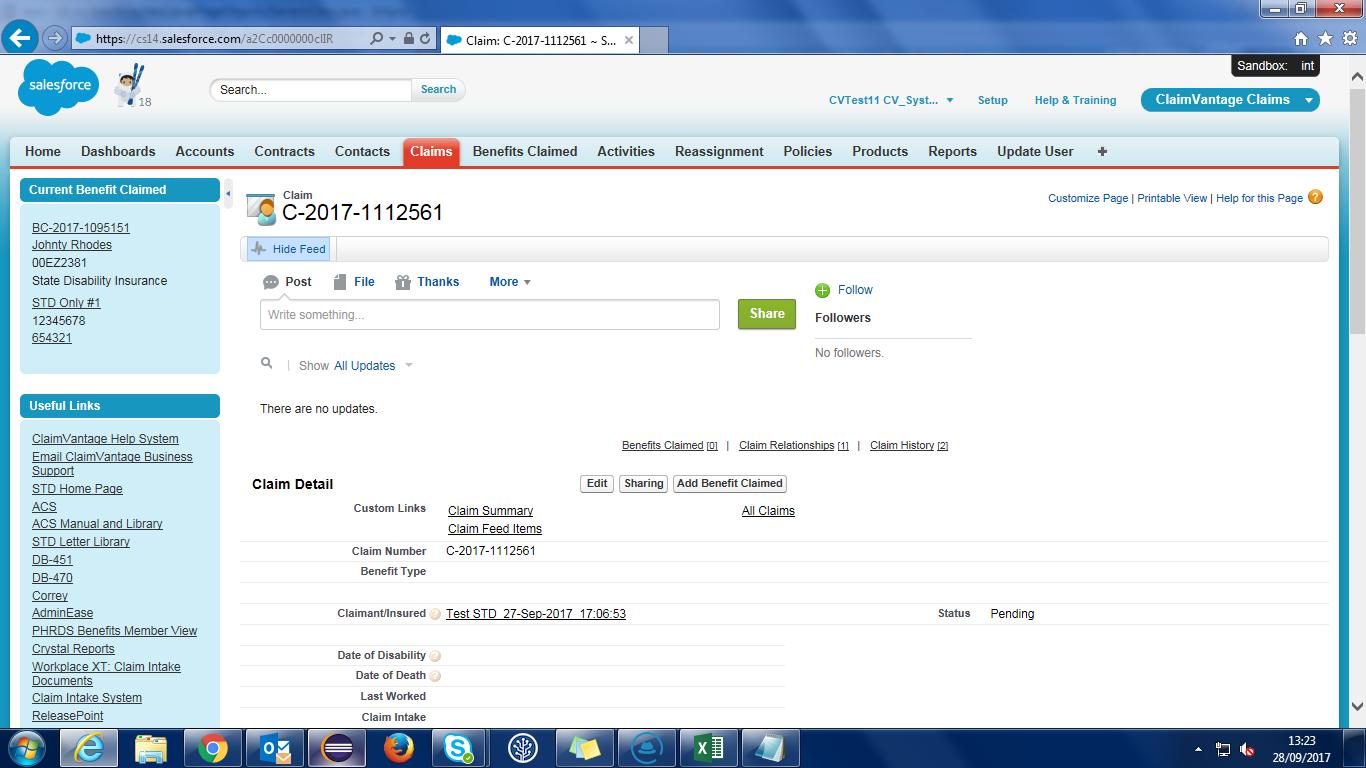 https://cs14.salesforce.com/a2Cc0000000cIIR
Claim: C-2017-1112561 ~ S...
Sandbox: int
salesforce
18
Search...
Search
CVTest11 CV_Syst...
Setup
Help & Training
ClaimVantage Claims
Home Dashboards Accounts Contracts Contacts Claims Benefits Claimed Activities Reassignment Policies Products Reports Update User +
Current Benefit Claimed
BC-2017-1095151
Johnty Rhodes
00EZ2381
State Disability Insurance
STD Only #1
12345678
654321
Useful Links
ClaimVantage Help System
Email ClaimVantage Business
Support
STD Home Page
ACS
ACS Manual and Library
STD Letter Library
DB-451
DB-470
Correy
AdminEase
PHRDS Benefits Member View
Crystal Reports
Workplace XT: Claim Intake
Documents
Claim Intake System
ReleasePoint
Claim
C-2017-1112561
Customize Page | Printable View | Help for this Page ?
Hide Feed
Post File Thanks More
Write something...
Share
Follow
Followers
No followers.
Show All Updates
There are no updates.
Benefits Claimed [0] | Claim Relationships [1] | Claim History [2]
Claim Detail
Edit Sharing Add Benefit Claimed
Custom Links Claim Summary All Claims
Claim Feed Items
Claim Number C-2017-1112561
Benefit Type
Claimant/Insured ? Test STD_27-Sep-2017_17:06:53 Status Pending
Date of Disability ?
Date of Death ?
Last Worked
Claim Intake
13:23
28/09/2017